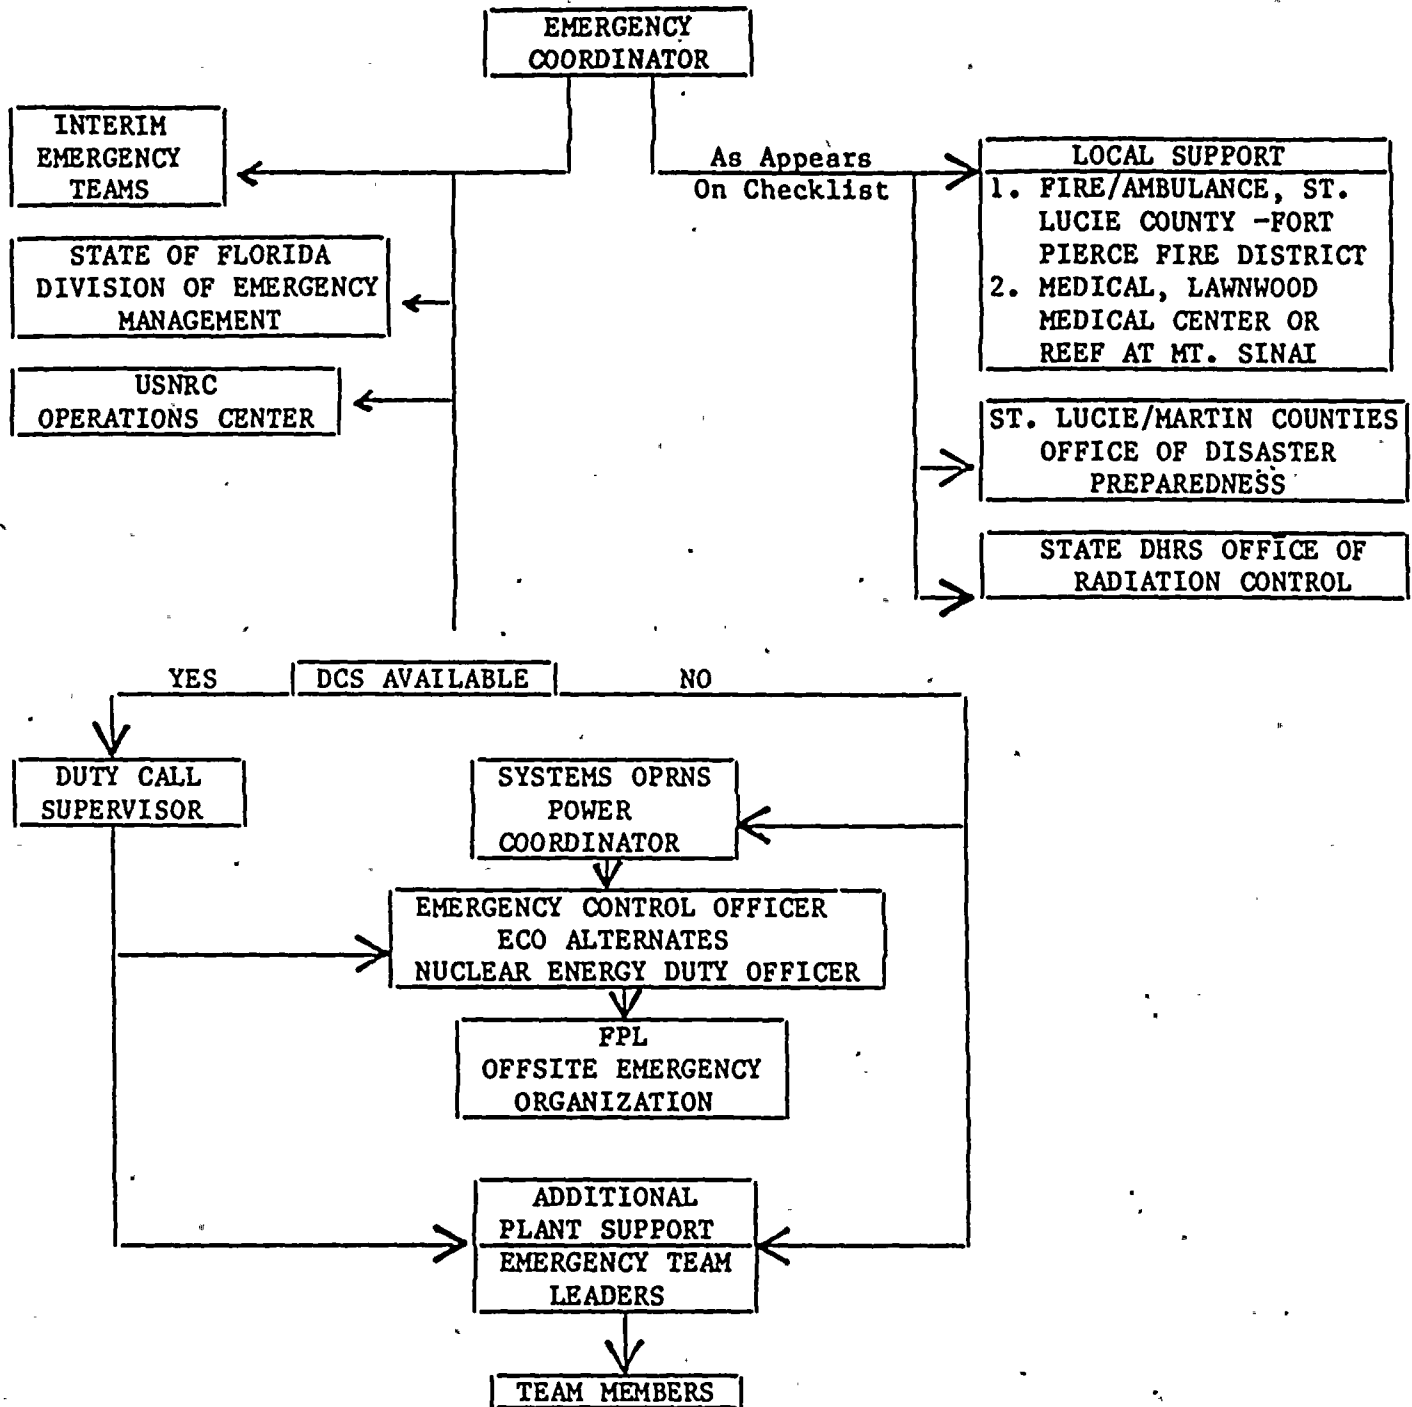 EMERGENCY
COORDINATOR
INTERIM
EMERGENCY
TEAMS
As Appears
On Checklist
LOCAL SUPPORT
1. FIRE/AMBULANCE, ST.
LUCIE COUNTY -FORT
PIERCE FIRE DISTRICT
2. MEDICAL, LAWNWOOD
MEDICAL CENTER OR
REEF AT MT. SINAI
STATE OF FLORIDA
DIVISION OF EMERGENCY
MANAGEMENT
USNRC
OPERATIONS CENTER
ST. LUCIE/MARTIN COUNTIES
OFFICE OF DISASTER
PREPAREDNESS
STATE DHRS OFFICE OF
RADIATION CONTROL
YES
DCS AVAILABLE
NO
DUTY CALL
SUPERVISOR
SYSTEMS OPRNS
POWER
COORDINATOR
EMERGENCY CONTROL OFFICER
ECO ALTERNATES
NUCLEAR ENERGY DUTY OFFICER
FPL
OFFSITE EMERGENCY
ORGANIZATION
ADDITIONAL
PLANT SUPPORT
EMERGENCY TEAM
LEADERS
TEAM MEMBERS